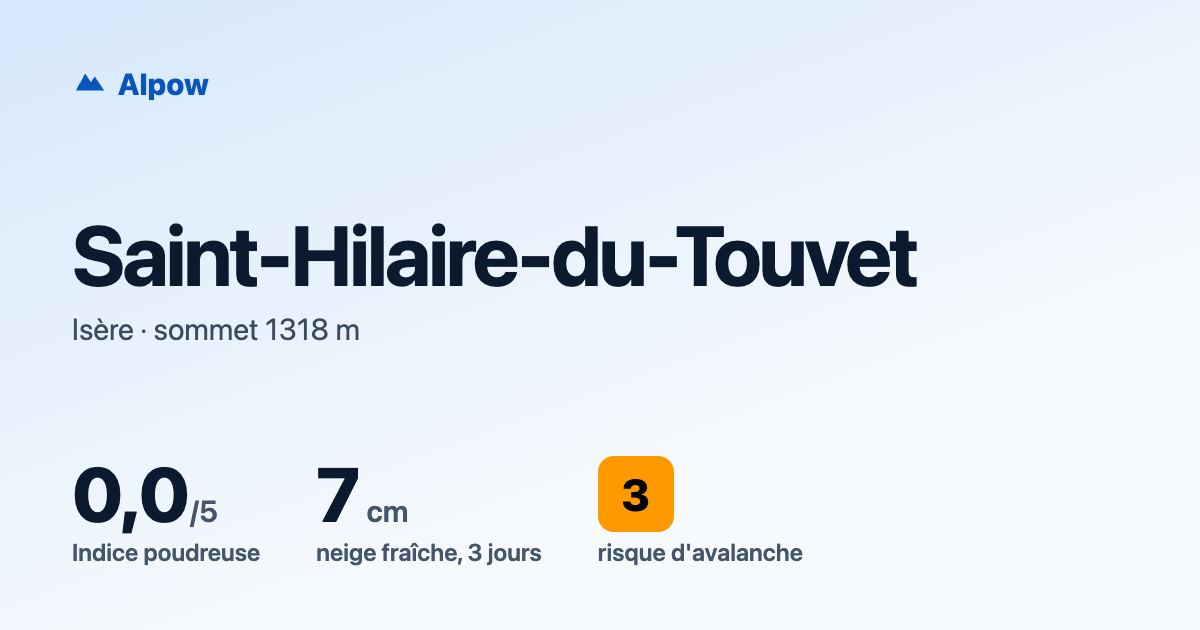 Alpow
Saint-Hilaire-du-Touvet
Isère · sommet 1318 m
0,0/5
Indice poudreuse
7 cm
neige fraîche, 3 jours
3
risque d'avalanche